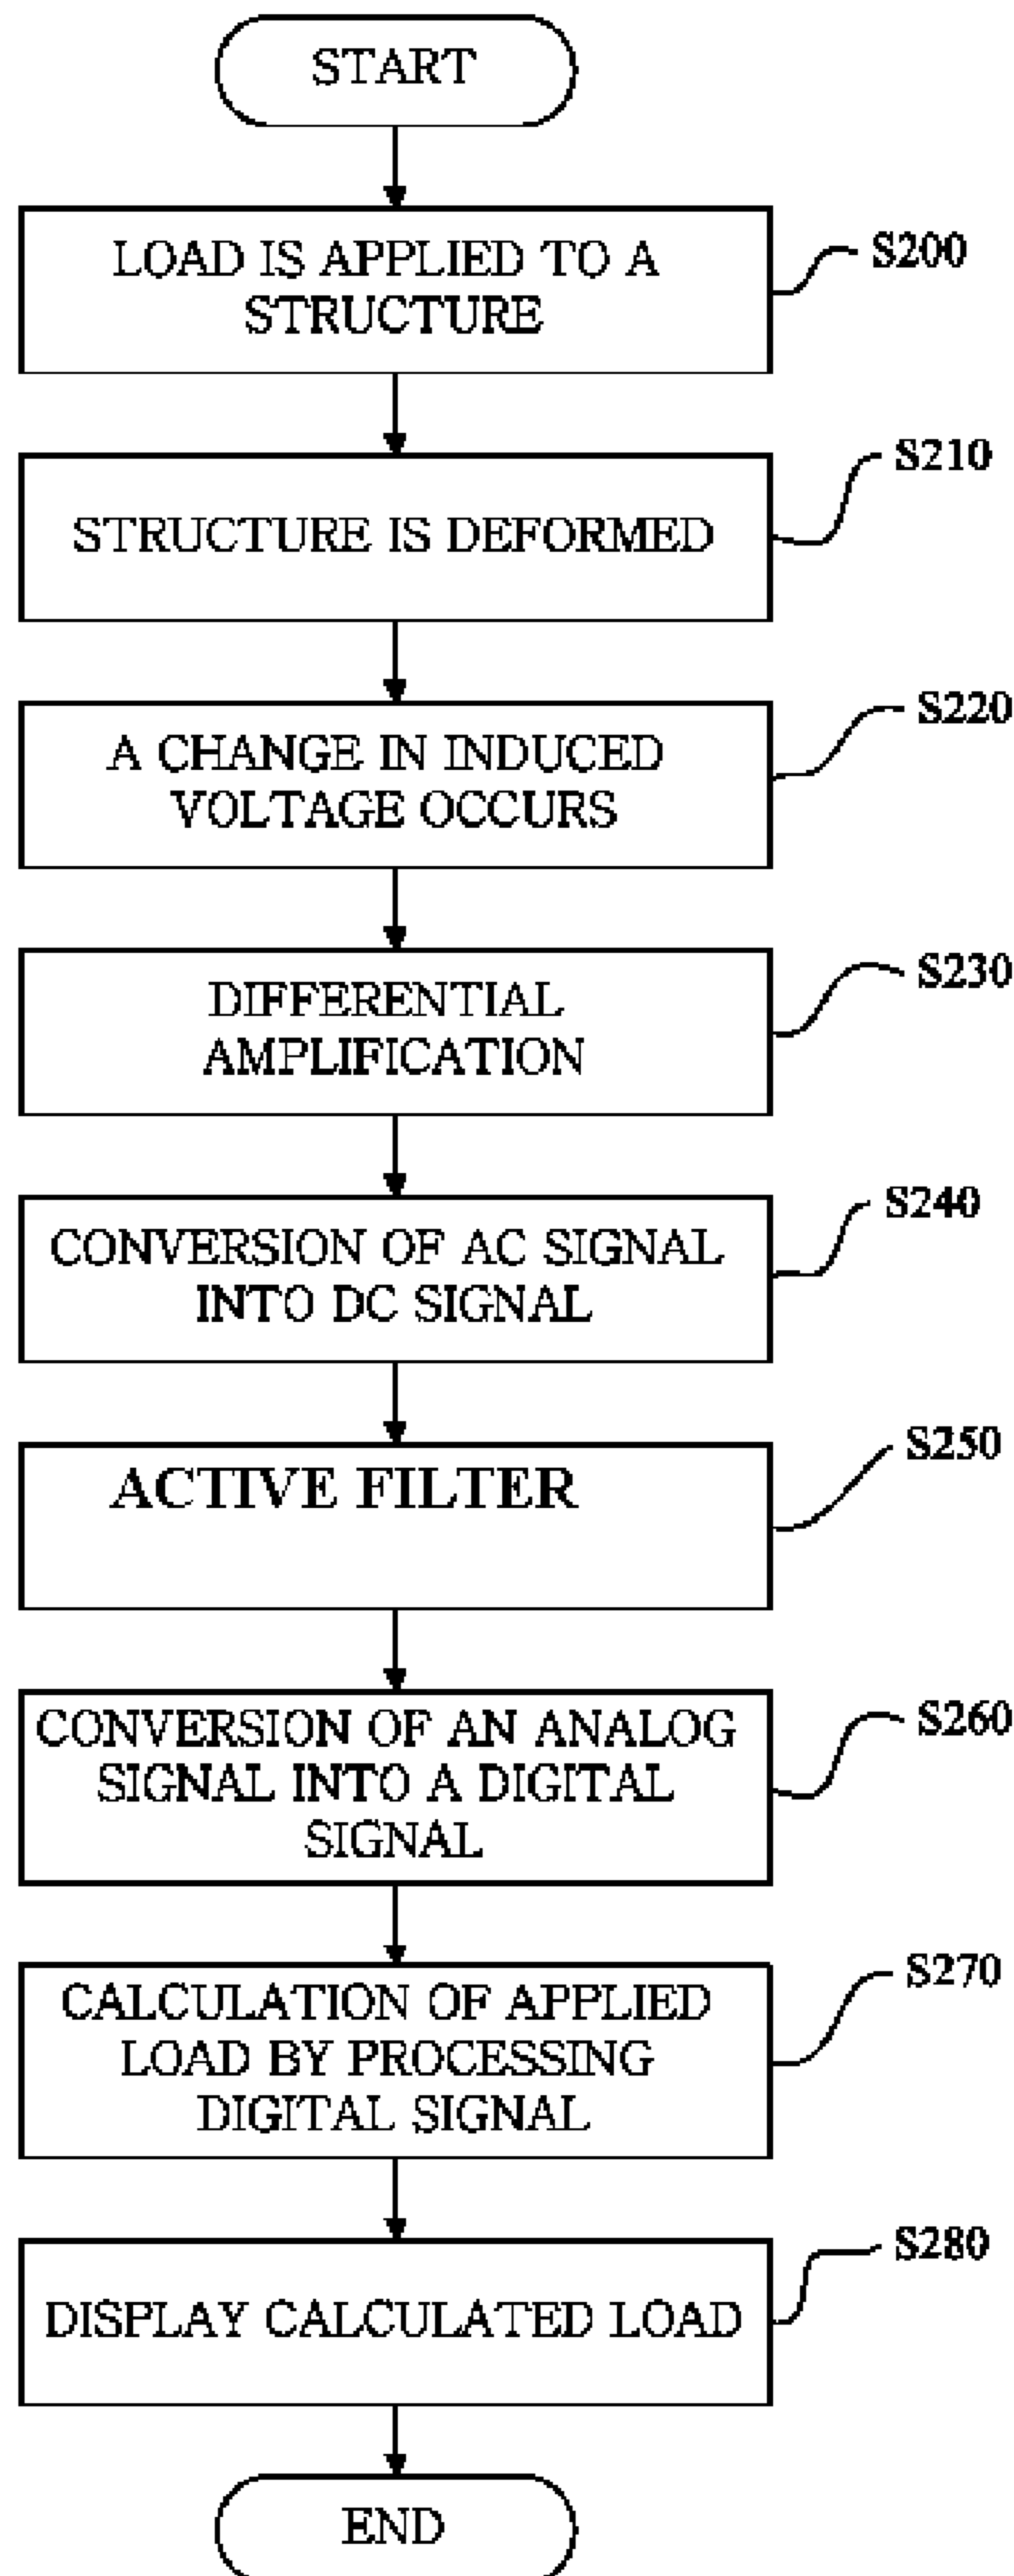 START
LOAD IS APPLIED TO A
STRUCTURE
S200
STRUCTURE IS DEFORMED
S210
A CHANGE IN INDUCED
VOLTAGE OCCURS
S220
DIFFERENTIAL
AMPLIFICATION
S230
CONVERSION OF AC SIGNAL
INTO DC SIGNAL
S240
ACTIVE FILTER
S250
CONVERSION OF AN ANALOG
SIGNAL INTO A DIGITAL
SIGNAL
S260
CALCULATION OF APPLIED
LOAD BY PROCESSING
DIGITAL SIGNAL
S270
DISPLAY CALCULATED LOAD
S280
END